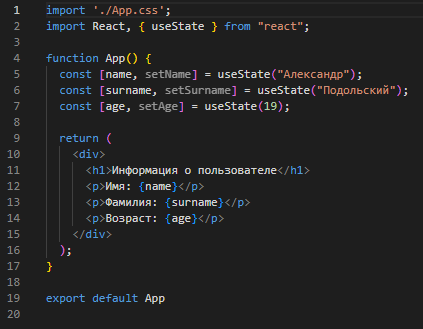 1 import './App.css';
2 import React, { useState } from "react";
3
4 function App() {
5   const [name, setName] = useState("Александр");
6   const [surname, setSurname] = useState("Подольский");
7   const [age, setAge] = useState(19);
8
9   return (
10     <div>
11       <h1>Информация о пользователе</h1>
12       <p>Имя: {name}</p>
13       <p>Фамилия: {surname}</p>
14       <p>Возраст: {age}</p>
15     </div>
16   );
17 }
18
19 export default App
20